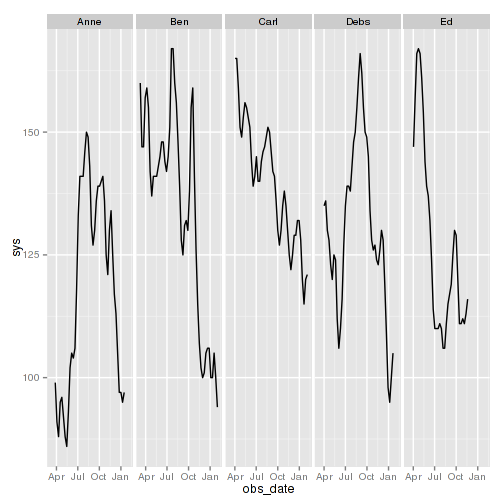 Anne Ben Carl Debs Ed
150
125
100
sys
Apr Jul Oct Jan Apr Jul Oct Jan Apr Jul Oct Jan Apr Jul Oct Jan Apr Jul Oct Jan
obs_date